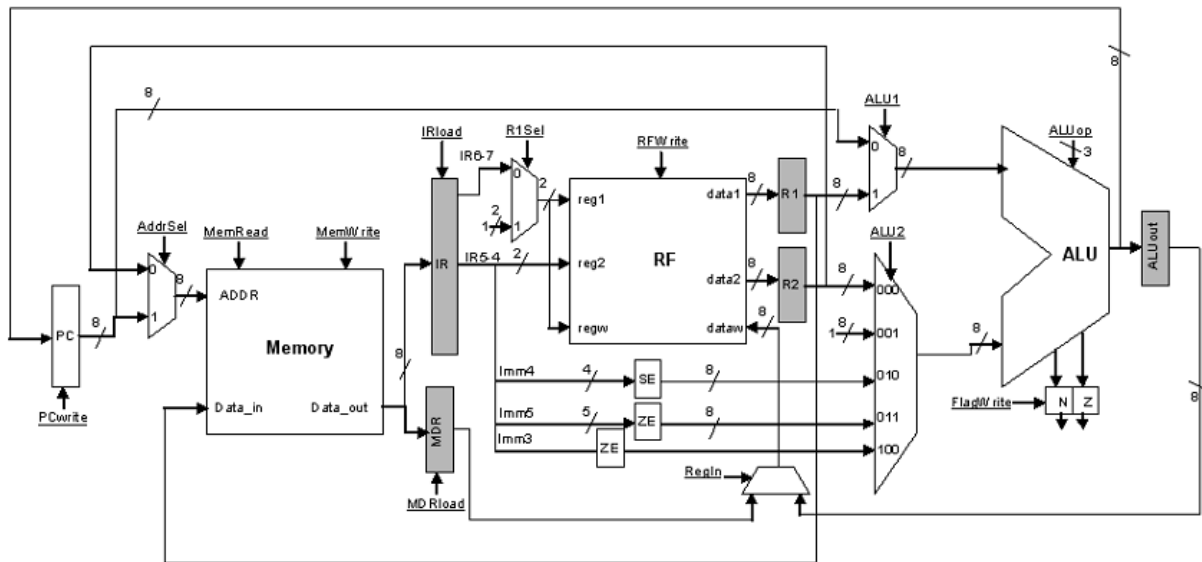 8
8
ALU1
ALUop
3
IRload
R1Sel
RFWrite
IR6-7
0
8
0
2
2
1
1
reg1
data1
8
R1
8
1
AddrSel
MemRead
MemWrite
IR
IR5-4
2
reg2
RF
data2
8
R2
8
ALU2
000
ALU
ALUout
0
8
ADDR
1
PC
8
Memory
regw
dataw
8
8
1
001
8
8
Imm4
4
SE
8
010
PCwrite
Data_in
Data_out
MDR
Imm5
5
ZE
8
011
FlagWrite
N
Z
8
Imm3
ZE
100
RegIn
MDRload